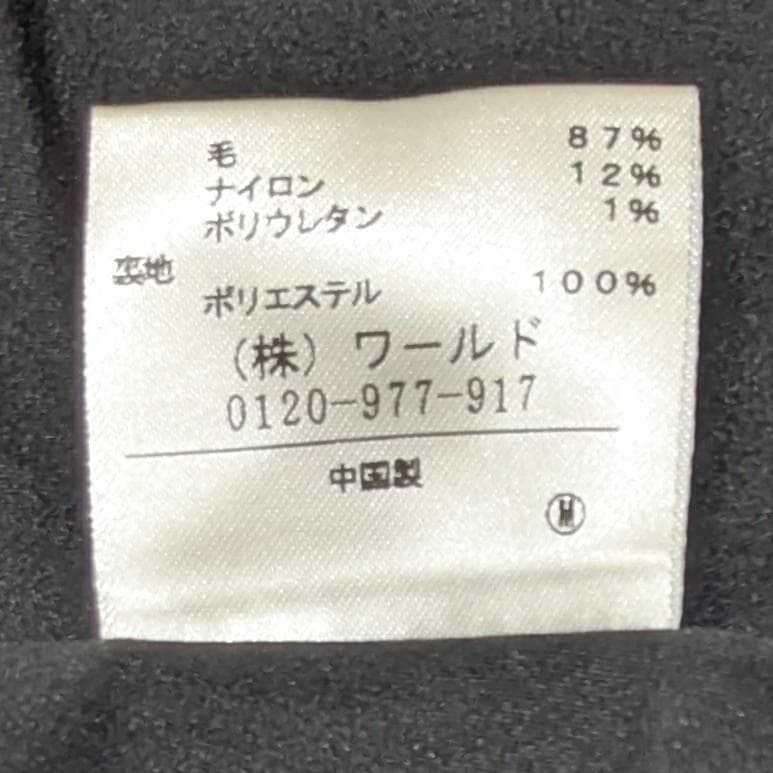 毛 87%
ナイロン 12%
ポリウレタン 1%
裏地
ポリエステル 100%
(株) ワールド
0120-977-917
中国製
Ⓜ